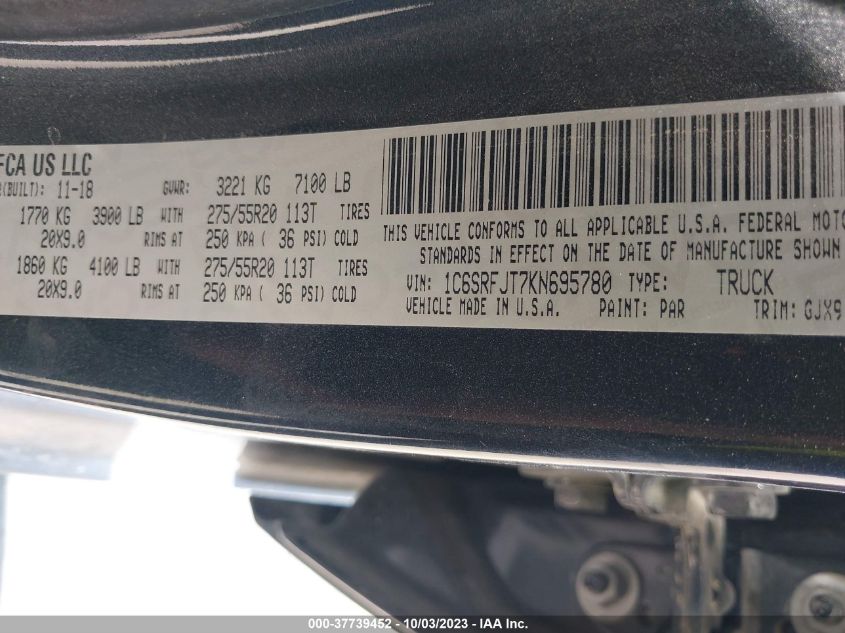 FCA US LLC
(BUILT): 11-18 GVWR: 3221 KG 7100 LB
1770 KG 3900 LB WITH 275/55R20 113T TIRES
20X9.0 RIMS AT 250 KPA ( 36 PSI) COLD
1860 KG 4100 LB WITH 275/55R20 113T TIRES
20X9.0 RIMS AT 250 KPA ( 36 PSI) COLD
THIS VEHICLE CONFORMS TO ALL APPLICABLE U.S.A. FEDERAL MOTO
STANDARDS IN EFFECT ON THE DATE OF MANUFACTURE SHOWN
VIN: 1C6SRFJT7KN695780 TYPE: TRUCK
VEHICLE MADE IN U.S.A. PAINT: PAR TRIM: GJX9
000-37739452 - 10/03/2023 - IAA Inc.